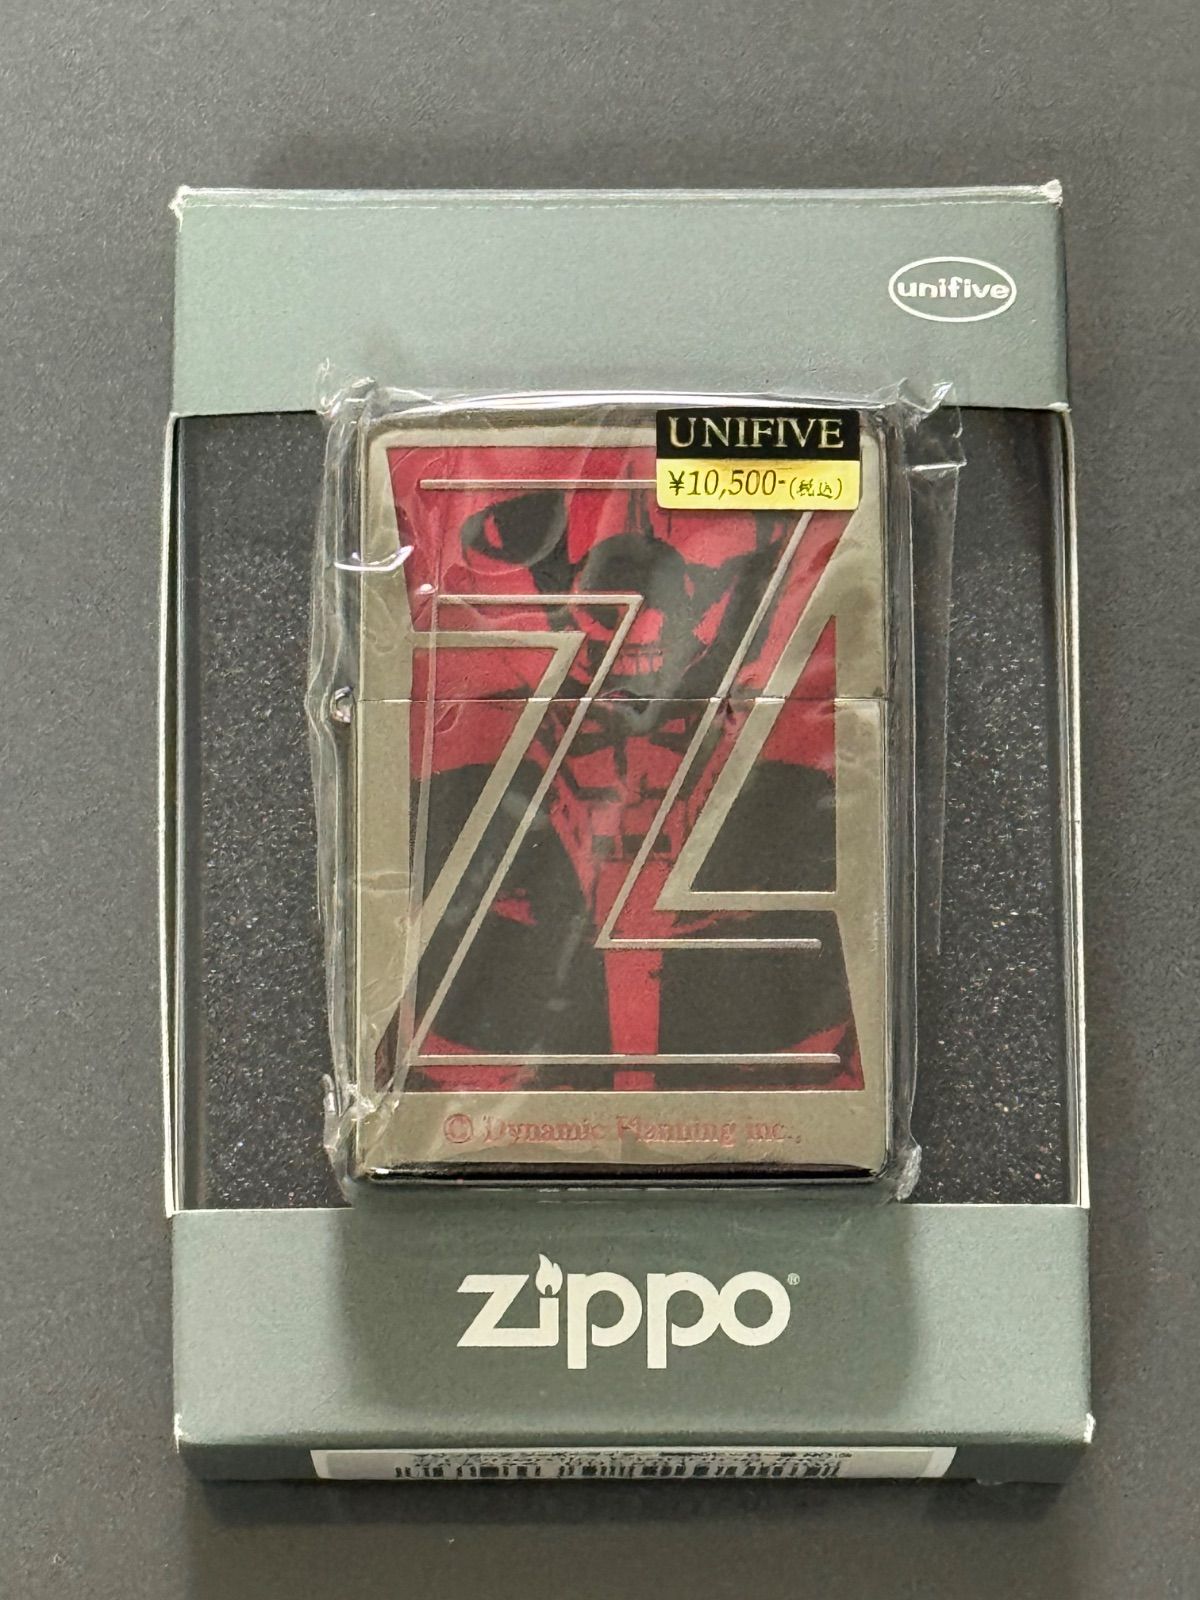 unifive
UNIFIVE
¥10,500-(税込)
Z
© Dynamic Planning inc.,
zippo®